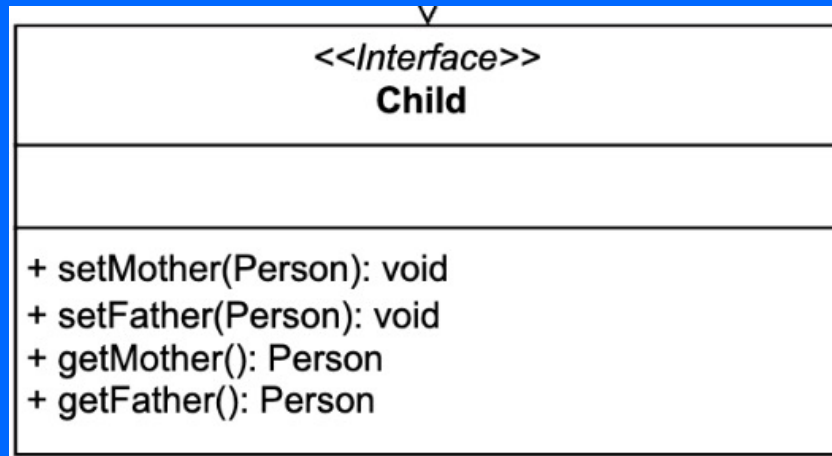 <<Interface>>
Child
+ setMother(Person): void
+ setFather(Person): void
+ getMother(): Person
+ getFather(): Person